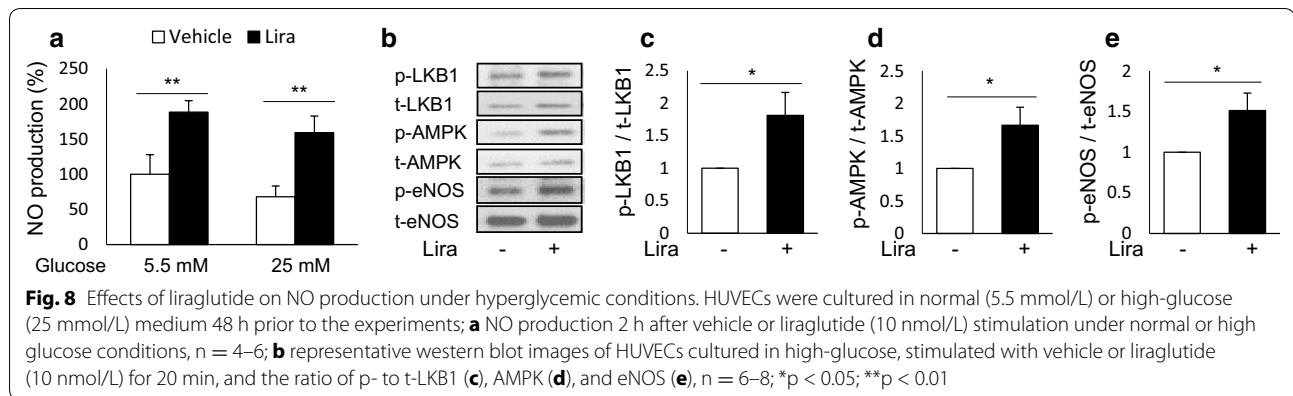 a
Vehicle Lira
NO production (%)
250
200
150
100
50
0
** **
Glucose 5.5 mM 25 mM
b
p-LKB1
t-LKB1
p-AMPK
t-AMPK
p-eNOS
t-eNOS
Lira - +
c
p-LKB1 / t-LKB1
2.5
2
1.5
1
0.5
0
*
Lira - +
d
p-AMPK / t-AMPK
2.5
2
1.5
1
0.5
0
*
Lira - +
e
p-eNOS / t-eNOS
2
1.5
1
0.5
0
*
Lira - +
Fig. 8 Effects of liraglutide on NO production under hyperglycemic conditions. HUVECs were cultured in normal (5.5 mmol/L) or high-glucose
(25 mmol/L) medium 48 h prior to the experiments; a NO production 2 h after vehicle or liraglutide (10 nmol/L) stimulation under normal or high
glucose conditions, n = 4–6; b representative western blot images of HUVECs cultured in high-glucose, stimulated with vehicle or liraglutide
(10 nmol/L) for 20 min, and the ratio of p- to t-LKB1 (c), AMPK (d), and eNOS (e), n = 6–8; *p < 0.05; **p < 0.01